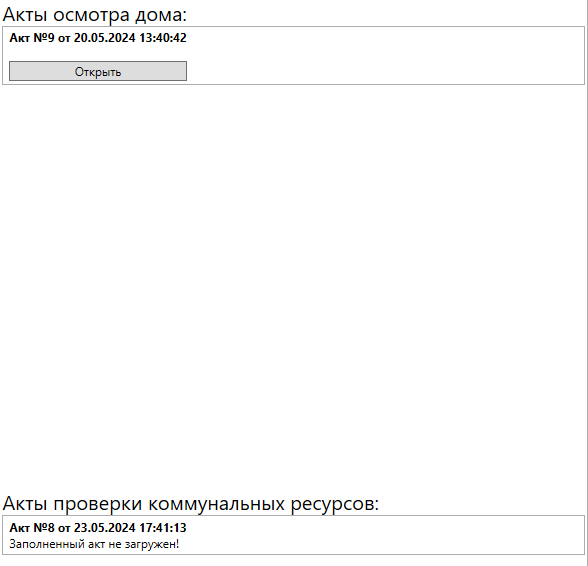 Акты осмотра дома:
Акт №9 от 20.05.2024 13:40:42
Открыть
Акты проверки коммунальных ресурсов:
Акт №8 от 23.05.2024 17:41:13
Заполненный акт не загружен!